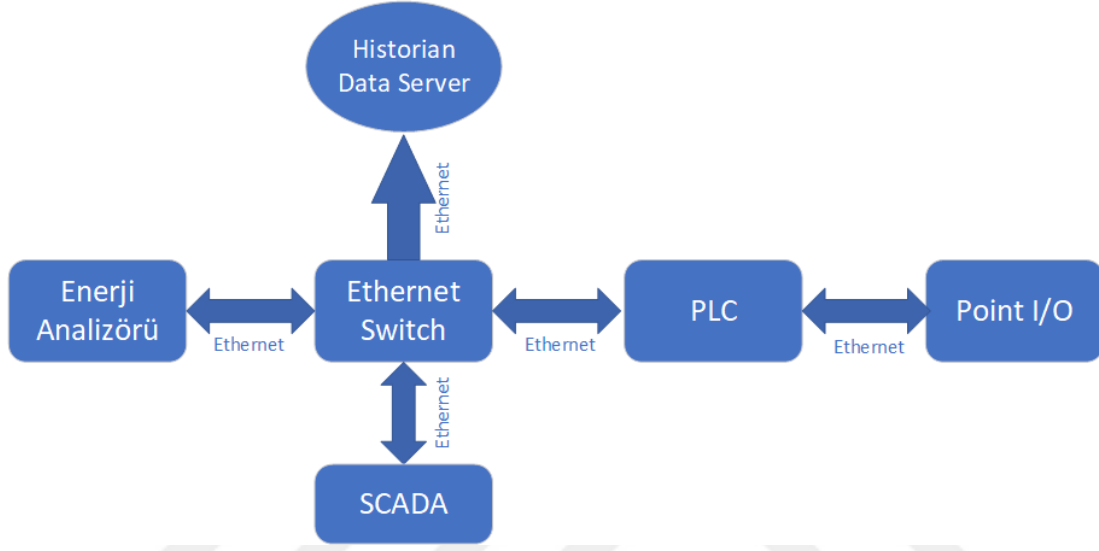 Historian
Data Server
Ethernet
Enerji
Analizörü
Ethernet
Ethernet
Switch
Ethernet
PLC
Ethernet
Point I/O
Ethernet
SCADA